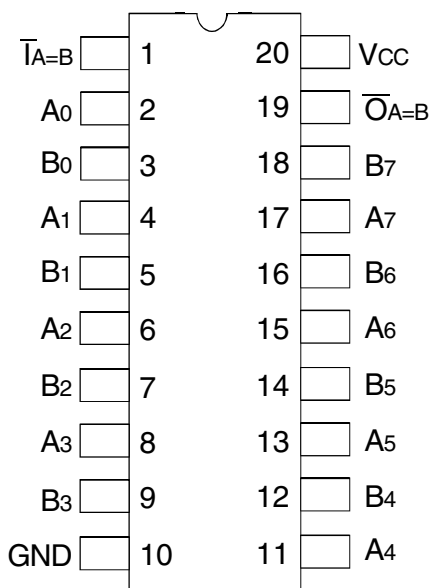 I̅A=B 1 20 VCC
A0 2 19 O̅A=B
B0 3 18 B7
A1 4 17 A7
B1 5 16 B6
A2 6 15 A6
B2 7 14 B5
A3 8 13 A5
B3 9 12 B4
GND 10 11 A4